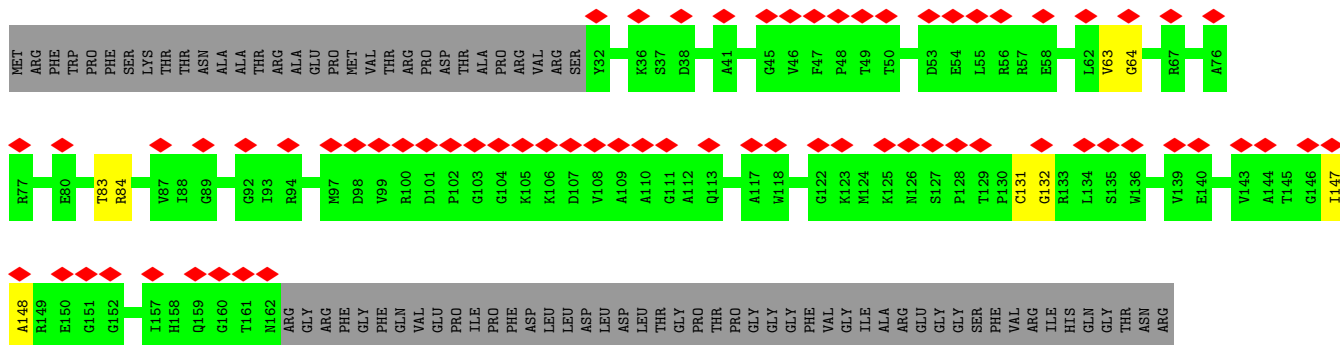 MET ARG PHE TRP PRO PHE SER LYS THR THR ASN ALA ALA THR ARG ALA GLU PRO MET VAL THR ARG PRO ASP THR ALA PRO ARG VAL ARG SER Y32 K36 S37 D38 A41 G45 V46 F47 P48 T49 T50 D53 E54 L55 R56 R57 E58 L62 V63 G64 R67 A76
R77 E80 T83 R84 V87 I88 G89 G92 I93 R94 M97 D98 V99 R100 D101 P102 G103 G104 K105 K106 D107 V108 A109 A110 G111 A112 Q113 A117 W118 G122 K123 M124 K125 N126 S127 P128 T129 P130 C131 G132 R133 L134 S135 W136 V139 E140 V143 A144 T145 G146 I147
A148 R149 E150 G151 G152 I157 H158 Q159 G160 T161 N162 ARG GLY ARG PHE GLY PHE GLN VAL GLU PRO ILE PRO PHE ASP LEU LEU ASP LEU ASP LEU THR GLY PRO THR PRO GLY GLY GLY PHE VAL GLY ILE ALA ARG GLU GLY GLY SER PHE VAL ARG ILE HIS GLN GLY THR ASN ARG